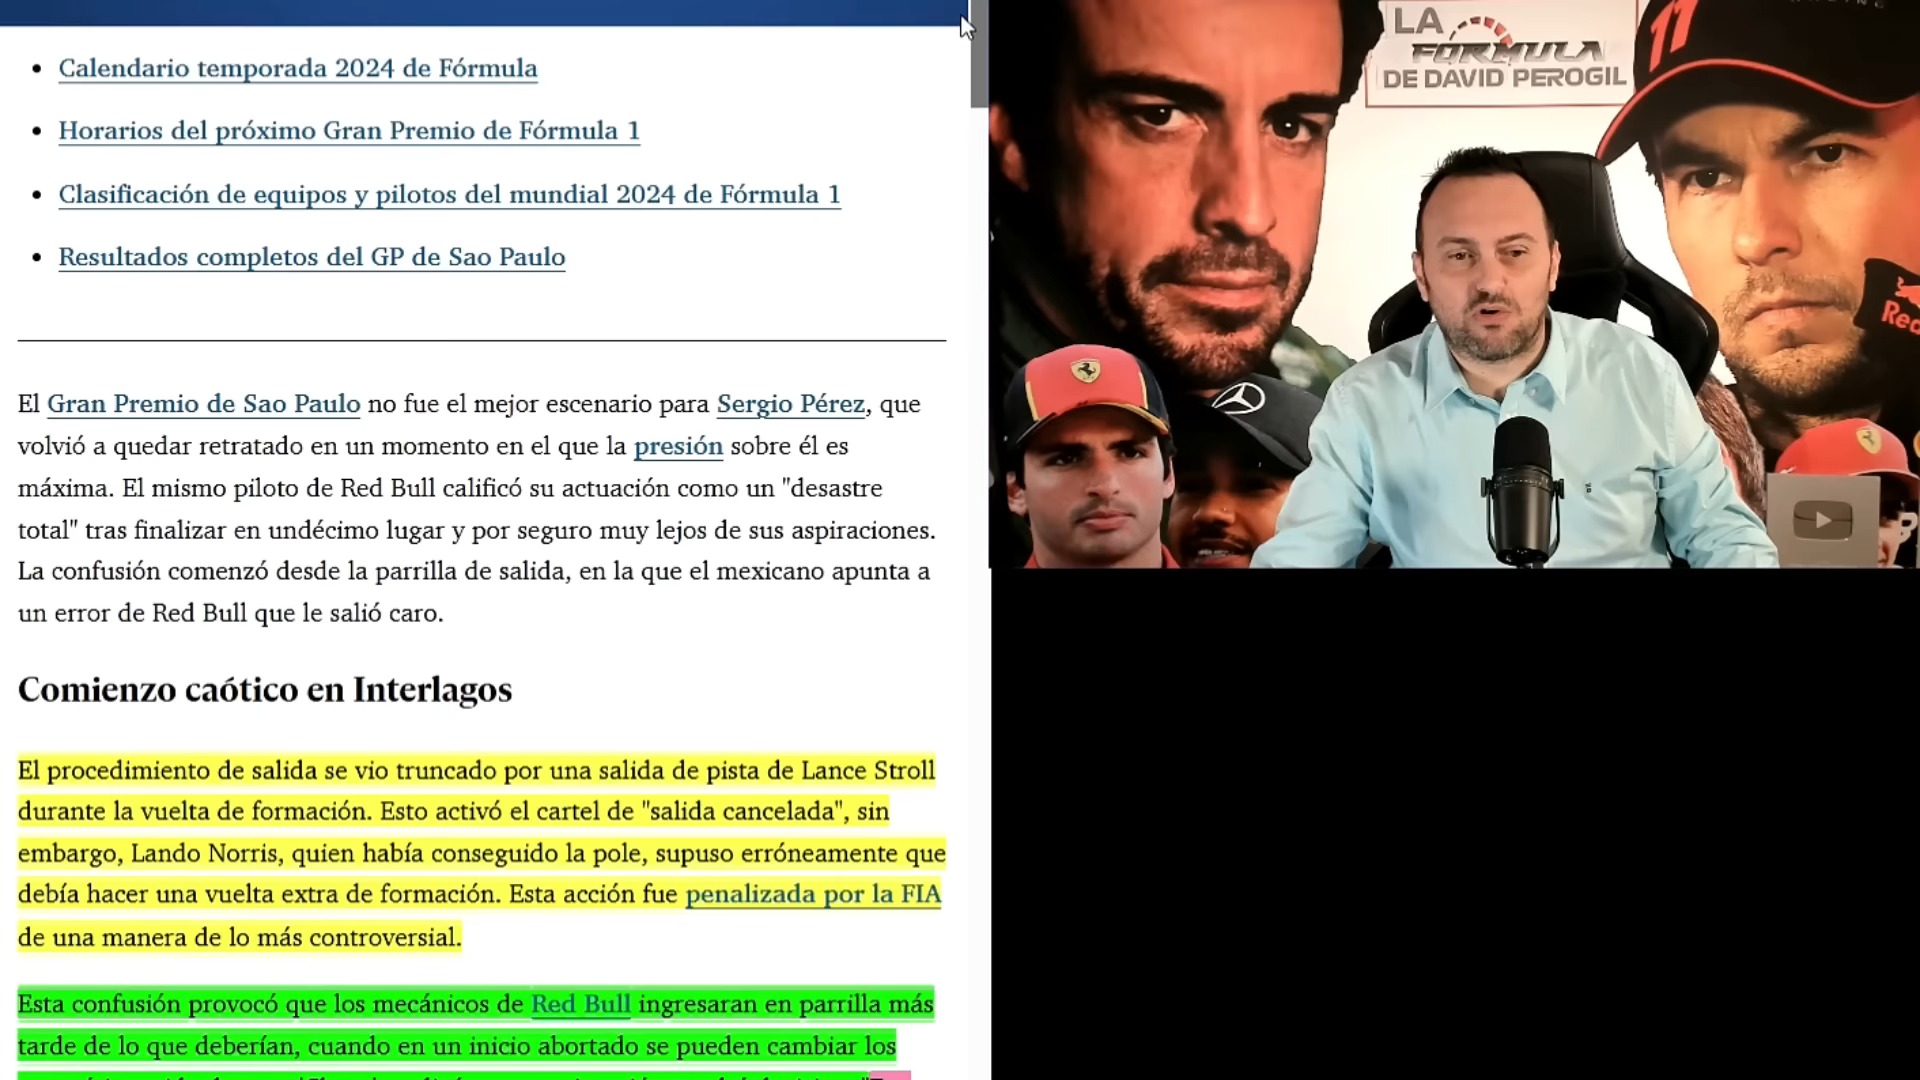 Calendario temporada 2024 de Fórmula
Horarios del próximo Gran Premio de Fórmula 1
Clasificación de equipos y pilotos del mundial 2024 de Fórmula 1
Resultados completos del GP de Sao Paulo
El Gran Premio de Sao Paulo no fue el mejor escenario para Sergio Pérez, que
volvió a quedar retratado en un momento en el que la presión sobre él es
máxima. El mismo piloto de Red Bull calificó su actuación como un "desastre
total" tras finalizar en undécimo lugar y por seguro muy lejos de sus aspiraciones.
La confusión comenzó desde la parrilla de salida, en la que el mexicano apunta a
un error de Red Bull que le salió caro.
Comienzo caótico en Interlagos
El procedimiento de salida se vio truncado por una salida de pista de Lance Stroll
durante la vuelta de formación. Esto activó el cartel de "salida cancelada", sin
embargo, Lando Norris, quien había conseguido la pole, supuso erróneamente que
debía hacer una vuelta extra de formación. Esta acción fue penalizada por la FIA
de una manera de lo más controversial.
Esta confusión provocó que los mecánicos de Red Bull ingresaran en parrilla más
tarde de lo que deberían, cuando en un inicio abortado se pueden cambiar los
LA
FORMULA
DE DAVID PEROGIL
11
Red